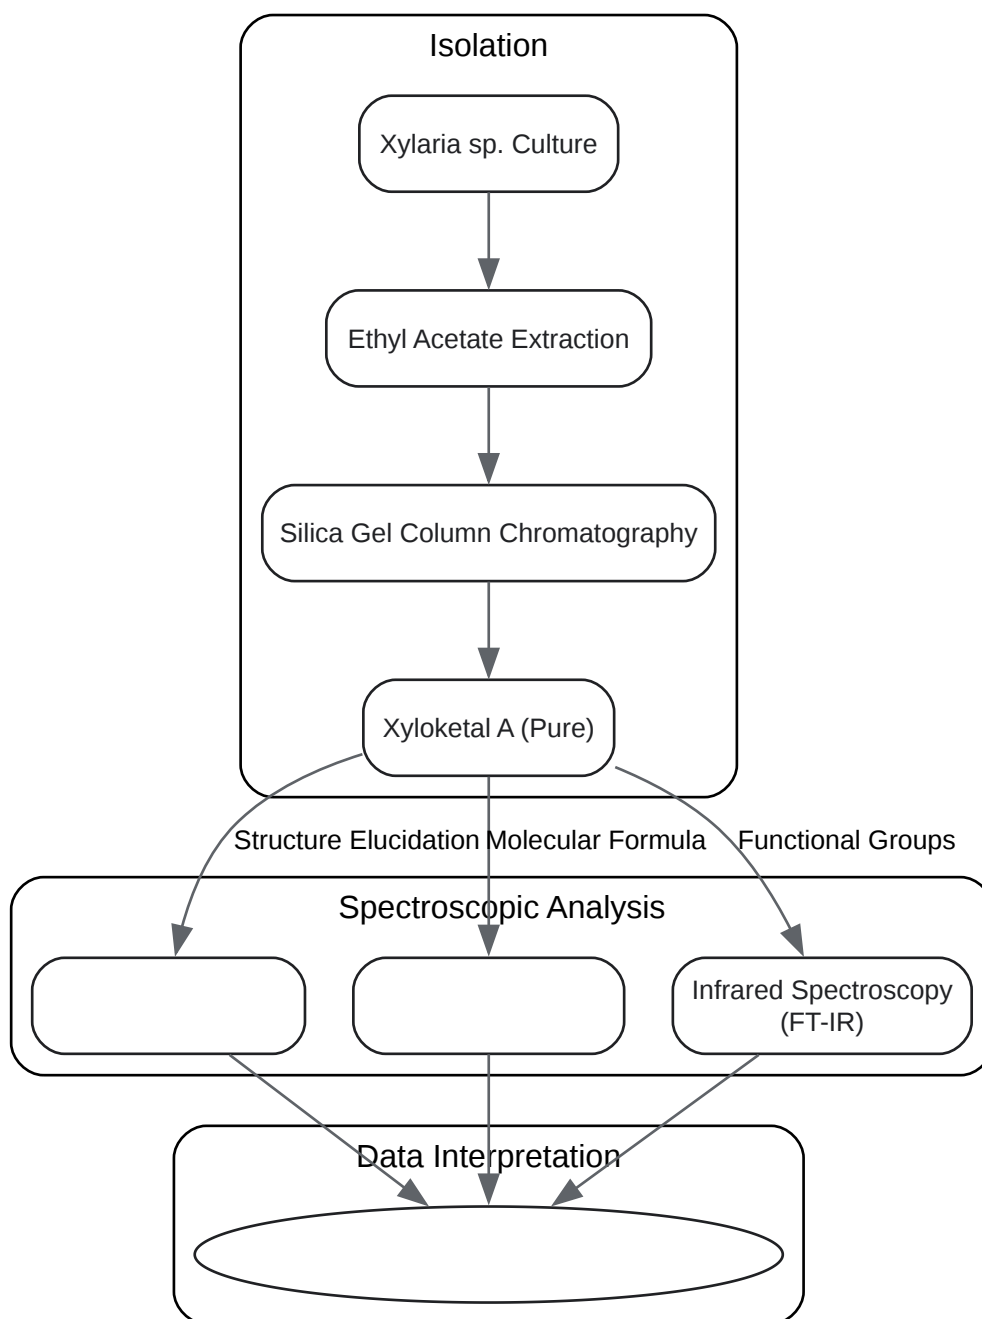 Isolation
Xylaria sp. Culture
Ethyl Acetate Extraction
Silica Gel Column Chromatography
Xyloketal A (Pure)
Structure Elucidation
Molecular Formula
Functional Groups
Spectroscopic Analysis
Infrared Spectroscopy
(FT-IR)
Data Interpretation